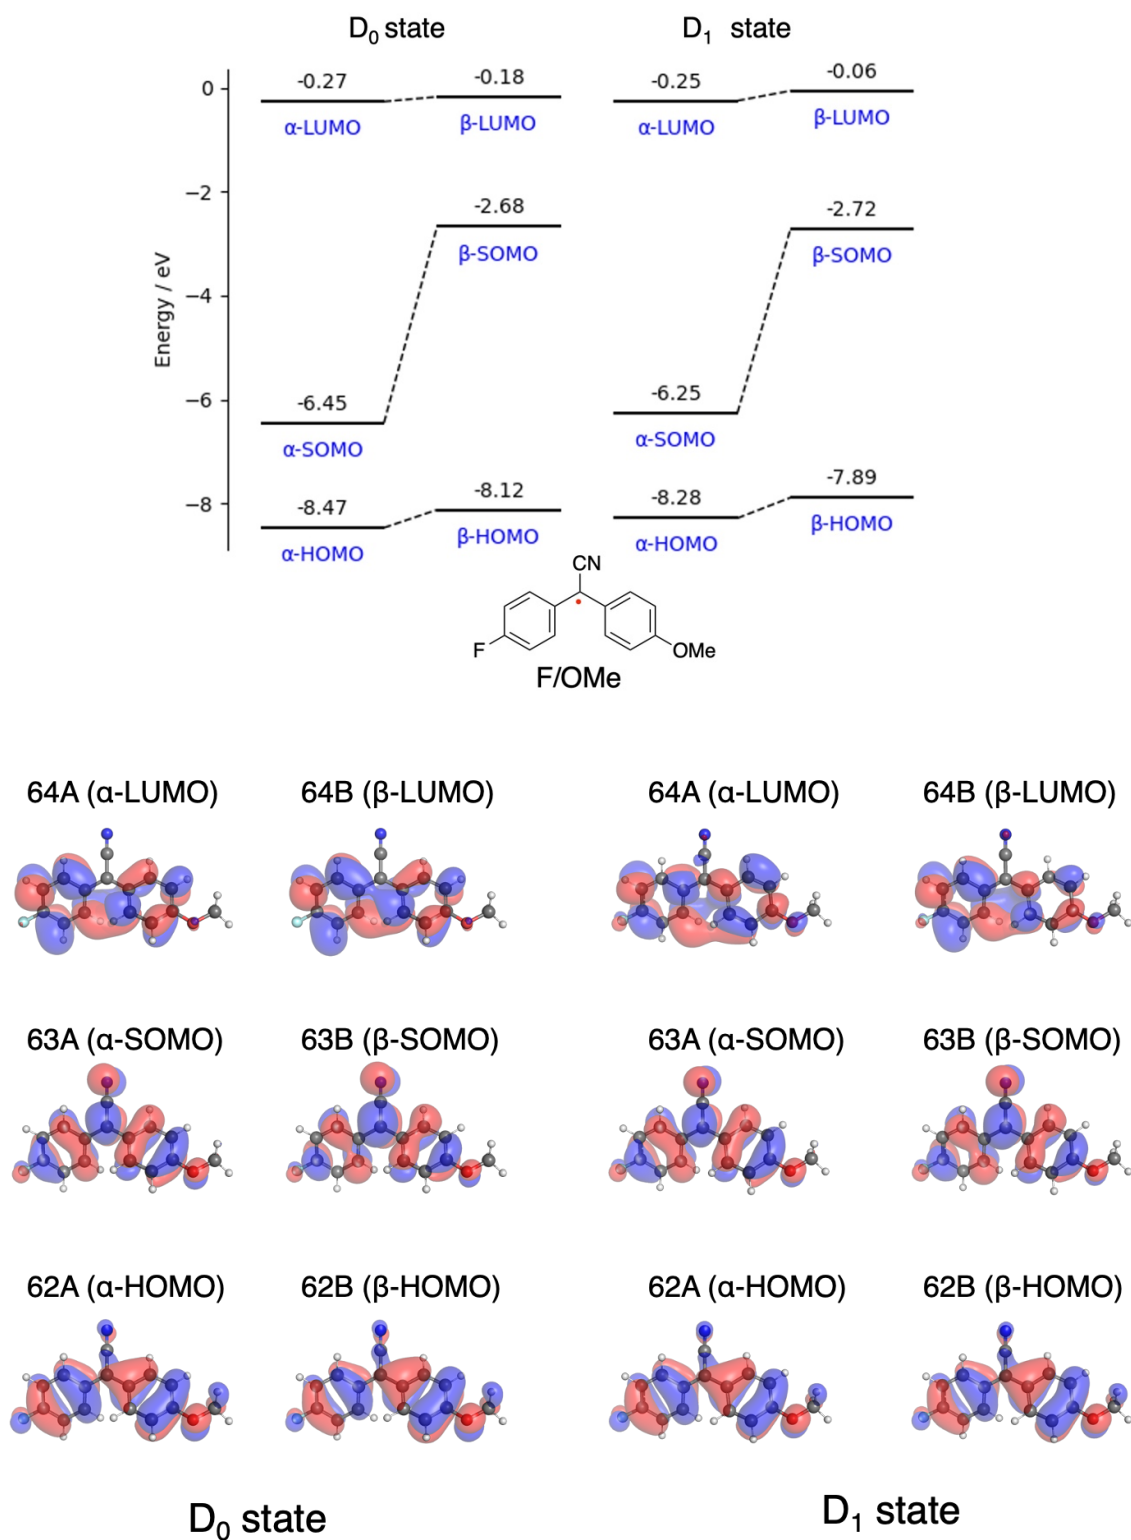 D₀ state D₁ state
-0.27 -0.18 -0.25 -0.06
0
α-LUMO β-LUMO α-LUMO β-LUMO
−2
-2.68 -2.72
β-SOMO β-SOMO
−4
Energy / eV
−6
-6.45 -6.25
α-SOMO α-SOMO
-8.47 -8.12 -8.28 -7.89
−8
α-HOMO β-HOMO α-HOMO β-HOMO
CN
F OMe
F/OMe
64A (α-LUMO) 64B (β-LUMO) 64A (α-LUMO) 64B (β-LUMO)
63A (α-SOMO) 63B (β-SOMO) 63A (α-SOMO) 63B (β-SOMO)
62A (α-HOMO) 62B (β-HOMO) 62A (α-HOMO) 62B (β-HOMO)
D₀ state D₁ state